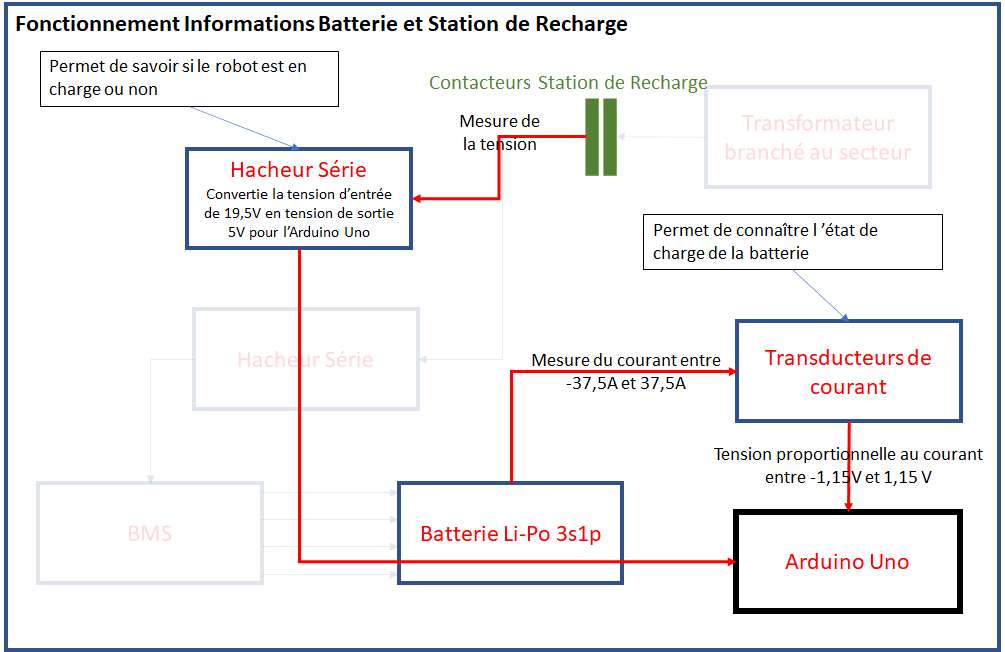 Fonctionnement Informations Batterie et Station de Recharge
Permet de savoir si le robot est en
charge ou non
Contacteurs Station de Recharge
Mesure de
la tension
Transformateur
branché au secteur
Hacheur Série
Convertie la tension d’entrée
de 19,5V en tension de sortie
5V pour l’Arduino Uno
Permet de connaître l ’état de
charge de la batterie
Hacheur Série
Mesure du courant entre
-37,5A et 37,5A
Transducteurs de
courant
Tension proportionnelle au courant
entre -1,15V et 1,15 V
BMS
Batterie Li-Po 3s1p
Arduino Uno